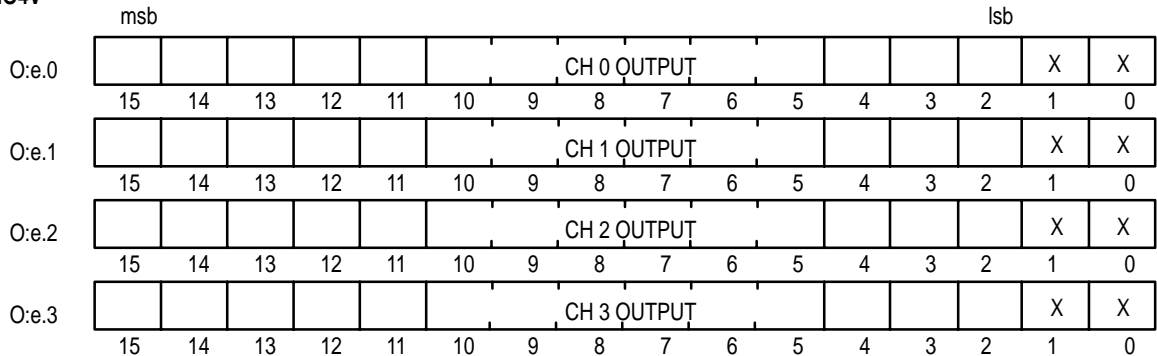 msb lsb
O:e.0 CH 0 OUTPUT X X
15 14 13 12 11 10 9 8 7 6 5 4 3 2 1 0
O:e.1 CH 1 OUTPUT X X
15 14 13 12 11 10 9 8 7 6 5 4 3 2 1 0
O:e.2 CH 2 OUTPUT X X
15 14 13 12 11 10 9 8 7 6 5 4 3 2 1 0
O:e.3 CH 3 OUTPUT X X
15 14 13 12 11 10 9 8 7 6 5 4 3 2 1 0